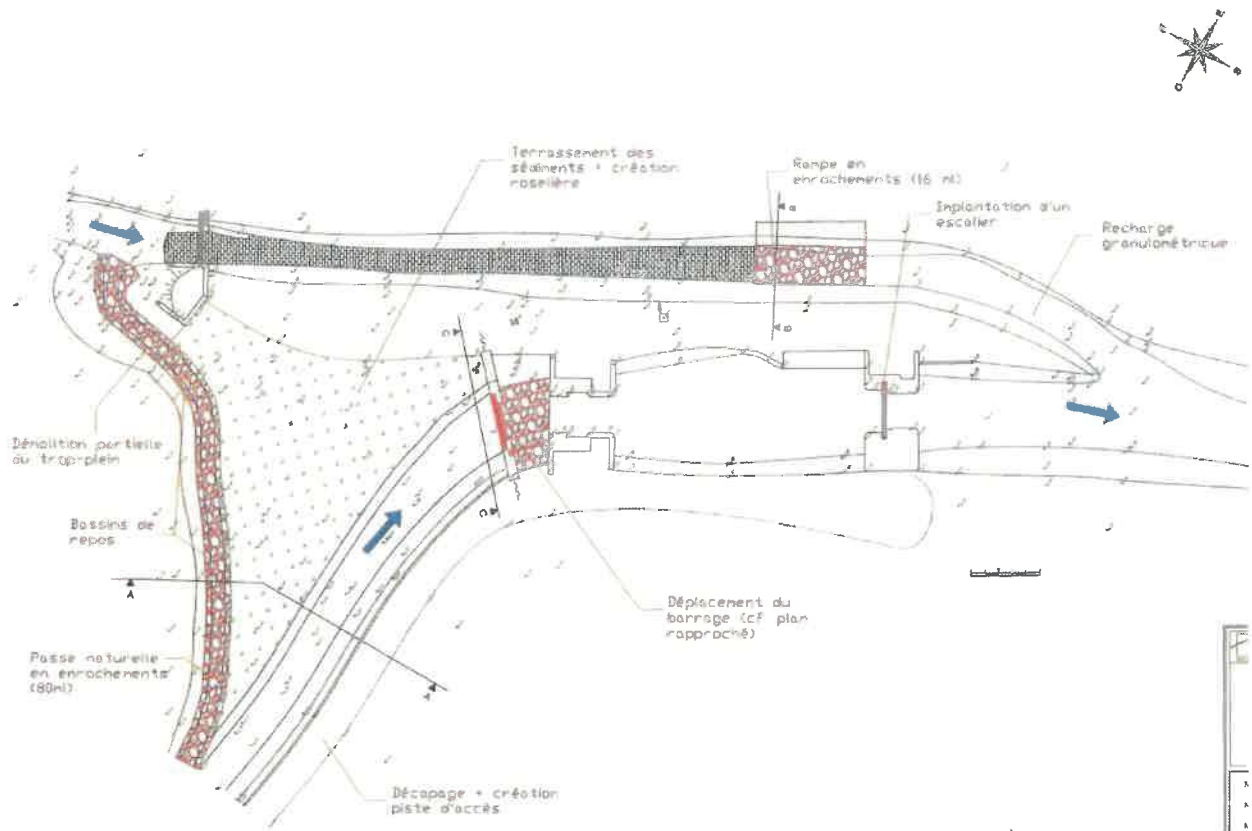 Terrassement des
sédiments + création
roselière
Rampe en
enrochements (16 ml)
Implantation d'un
escalier
Recharge
granulométrique
Démolition partielle
du trop-plein
Bassins de
repos
A
A
B
B
C
C
Passe naturelle
en enrochements
(80ml)
Déplacement du
barrage (cf plan
rapproché)
Décapage + création
piste d'accès